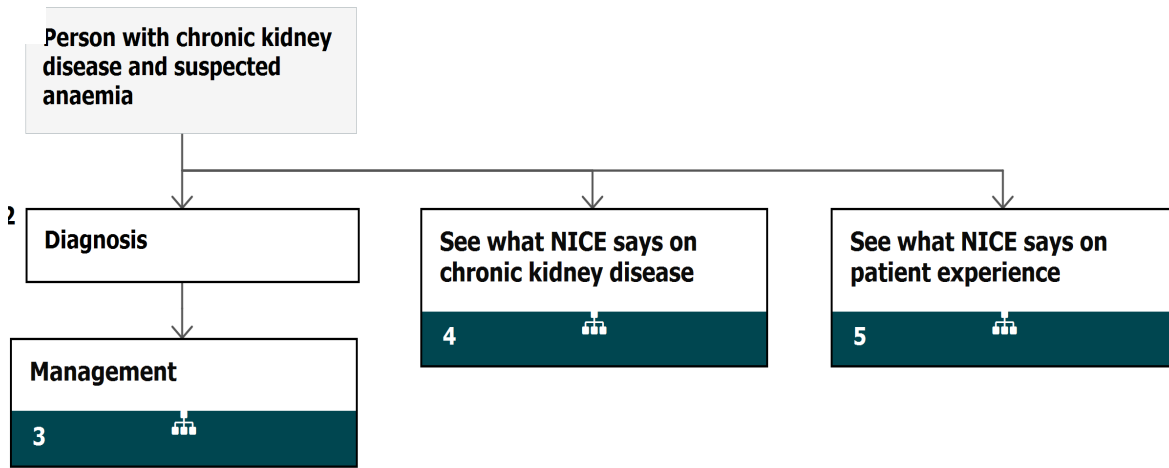 Person with chronic kidney
disease and suspected
anaemia
2
Diagnosis
See what NICE says on
chronic kidney disease
4
See what NICE says on
patient experience
5
Management
3